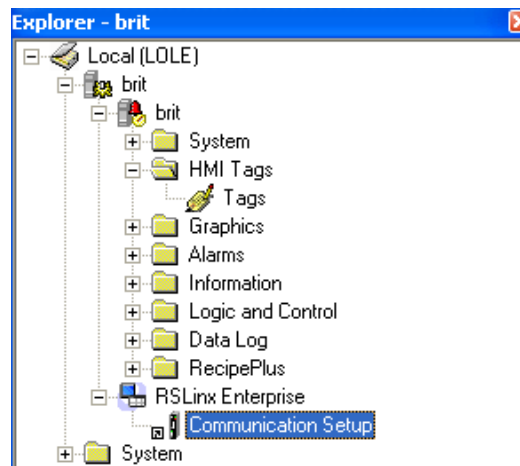 Explorer - brit
Local (LOLE)
brit
brit
System
HMI Tags
Tags
Graphics
Alarms
Information
Logic and Control
Data Log
RecipePlus
RSLinx Enterprise
Communication Setup
System